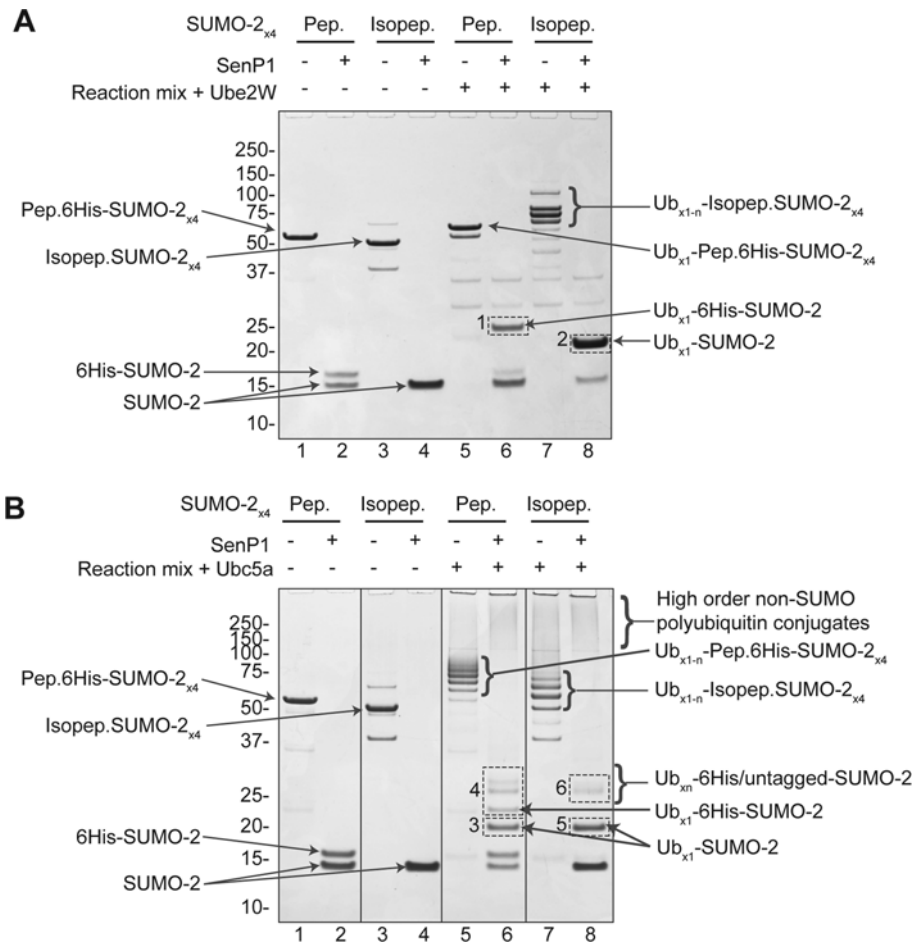 A
SUMO-2x4 Pep. Isopep. Pep. Isopep.
SenP1 - + - + - + - +
Reaction mix + Ube2W - - - - + + + +
250-
150-
100-
75-
50-
37-
25-
20-
15-
10-
Pep.6His-SUMO-2x4
Isopep.SUMO-2x4
6His-SUMO-2
SUMO-2
Ubx1-n-Isopep.SUMO-2x4
Ubx1-Pep.6His-SUMO-2x4
1 Ubx1-6His-SUMO-2
2 Ubx1-SUMO-2
1 2 3 4 5 6 7 8
B
SUMO-2x4 Pep. Isopep. Pep. Isopep.
SenP1 - + - + - + - +
Reaction mix + Ubc5a - - - - + + + +
250-
150-
100-
75-
50-
37-
25-
20-
15-
10-
Pep.6His-SUMO-2x4
Isopep.SUMO-2x4
6His-SUMO-2
SUMO-2
High order non-SUMO
polyubiquitin conjugates
Ubx1-n-Pep.6His-SUMO-2x4
Ubx1-n-Isopep.SUMO-2x4
4 6 Ubxn-6His/untagged-SUMO-2
Ubx1-6His-SUMO-2
3 5 Ubx1-SUMO-2
1 2 3 4 5 6 7 8